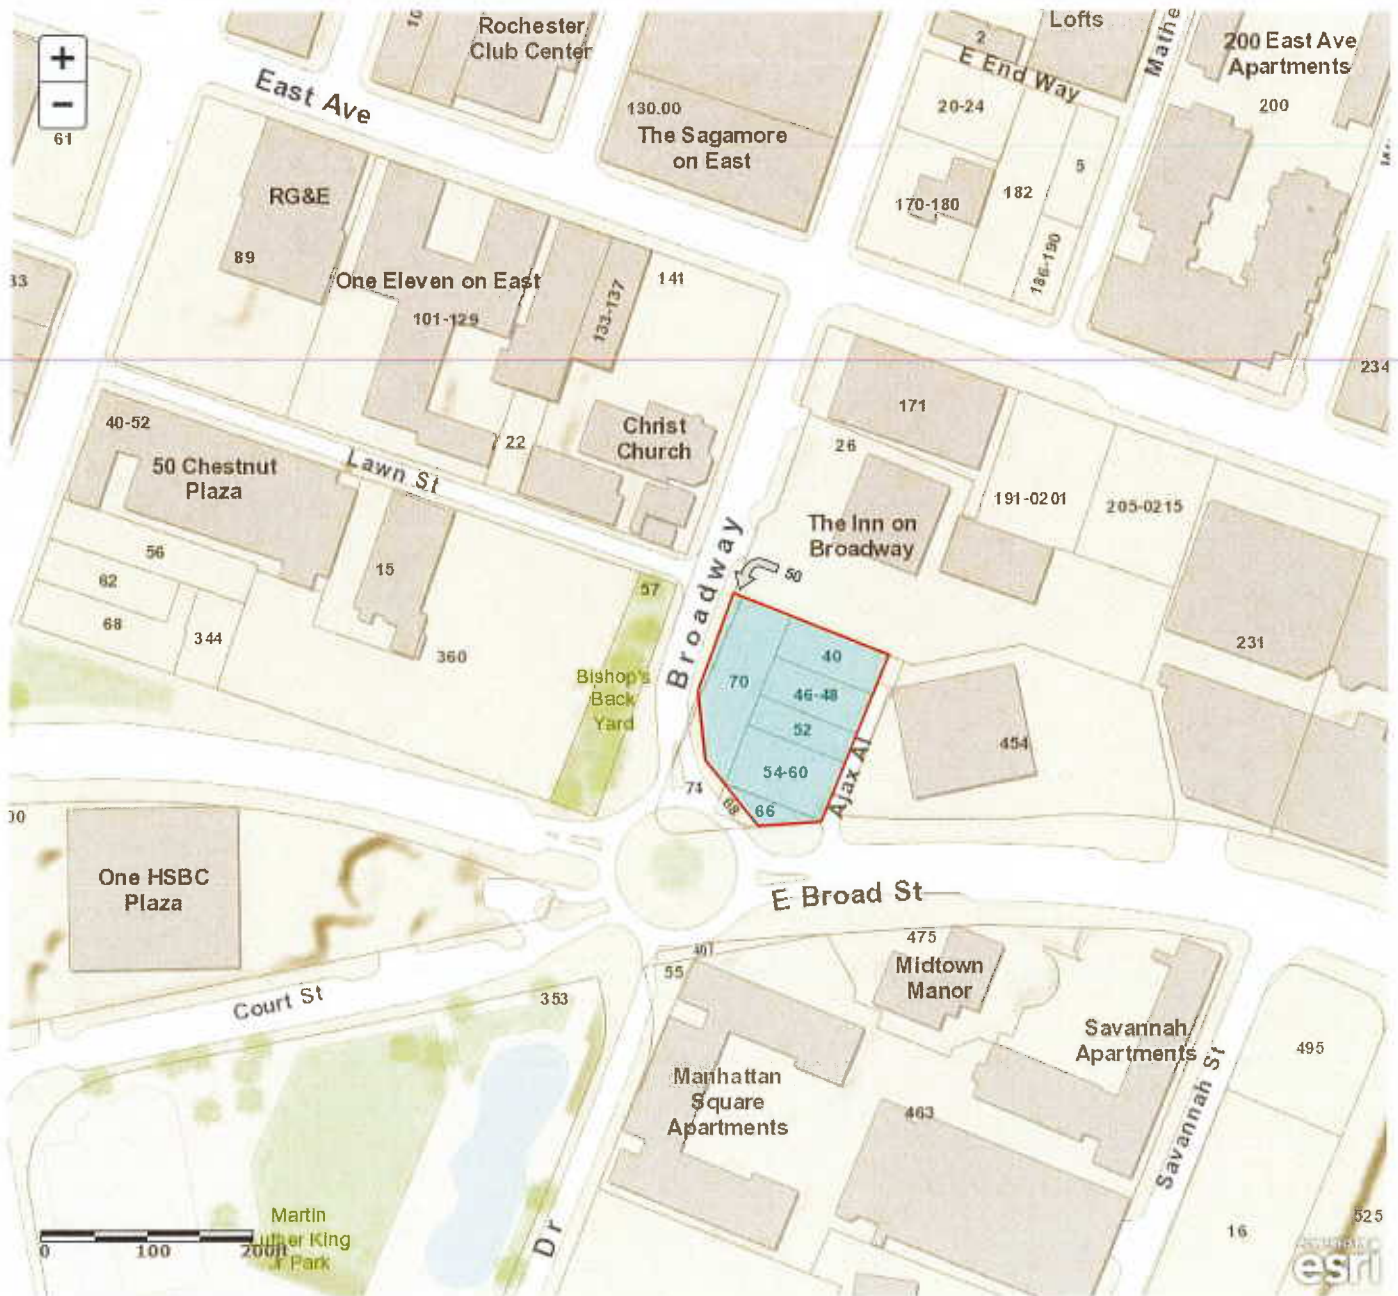 10
Rochester
Club Center
Lofts
2
E End Way
Mathe
200 East Ave
Apartments
200
+
−
61
East Ave
130.00
The Sagamore
on East
20-24
5
182
170-180
186-190
RG&E
89
One Eleven on East
101-129
133-137
141
33
234
171
26
40-52
50 Chestnut
Plaza
Lawn St
22
Christ
Church
191-0201
205-0215
The Inn on
Broadway
Broadway
50
56
62
68
344
15
360
57
Bishop's
Back
Yard
231
40
70
46-48
52
54-60
66
68
74
Ajax Al
454
00
One HSBC
Plaza
E Broad St
Court St
353
55
475
Midtown
Manor
Savannah
Apartments
Savannah St
495
Manhattan
Square
Apartments
463
Martin
uther King
r Park
0 100 200ft
Dr
16
525
esri